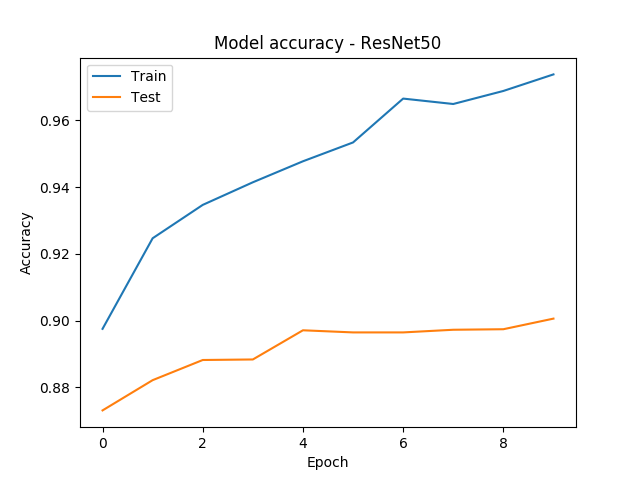 Model accuracy - ResNet50
Train
Test
Accuracy
0.96
0.94
0.92
0.90
0.88
0 2 4 6 8
Epoch